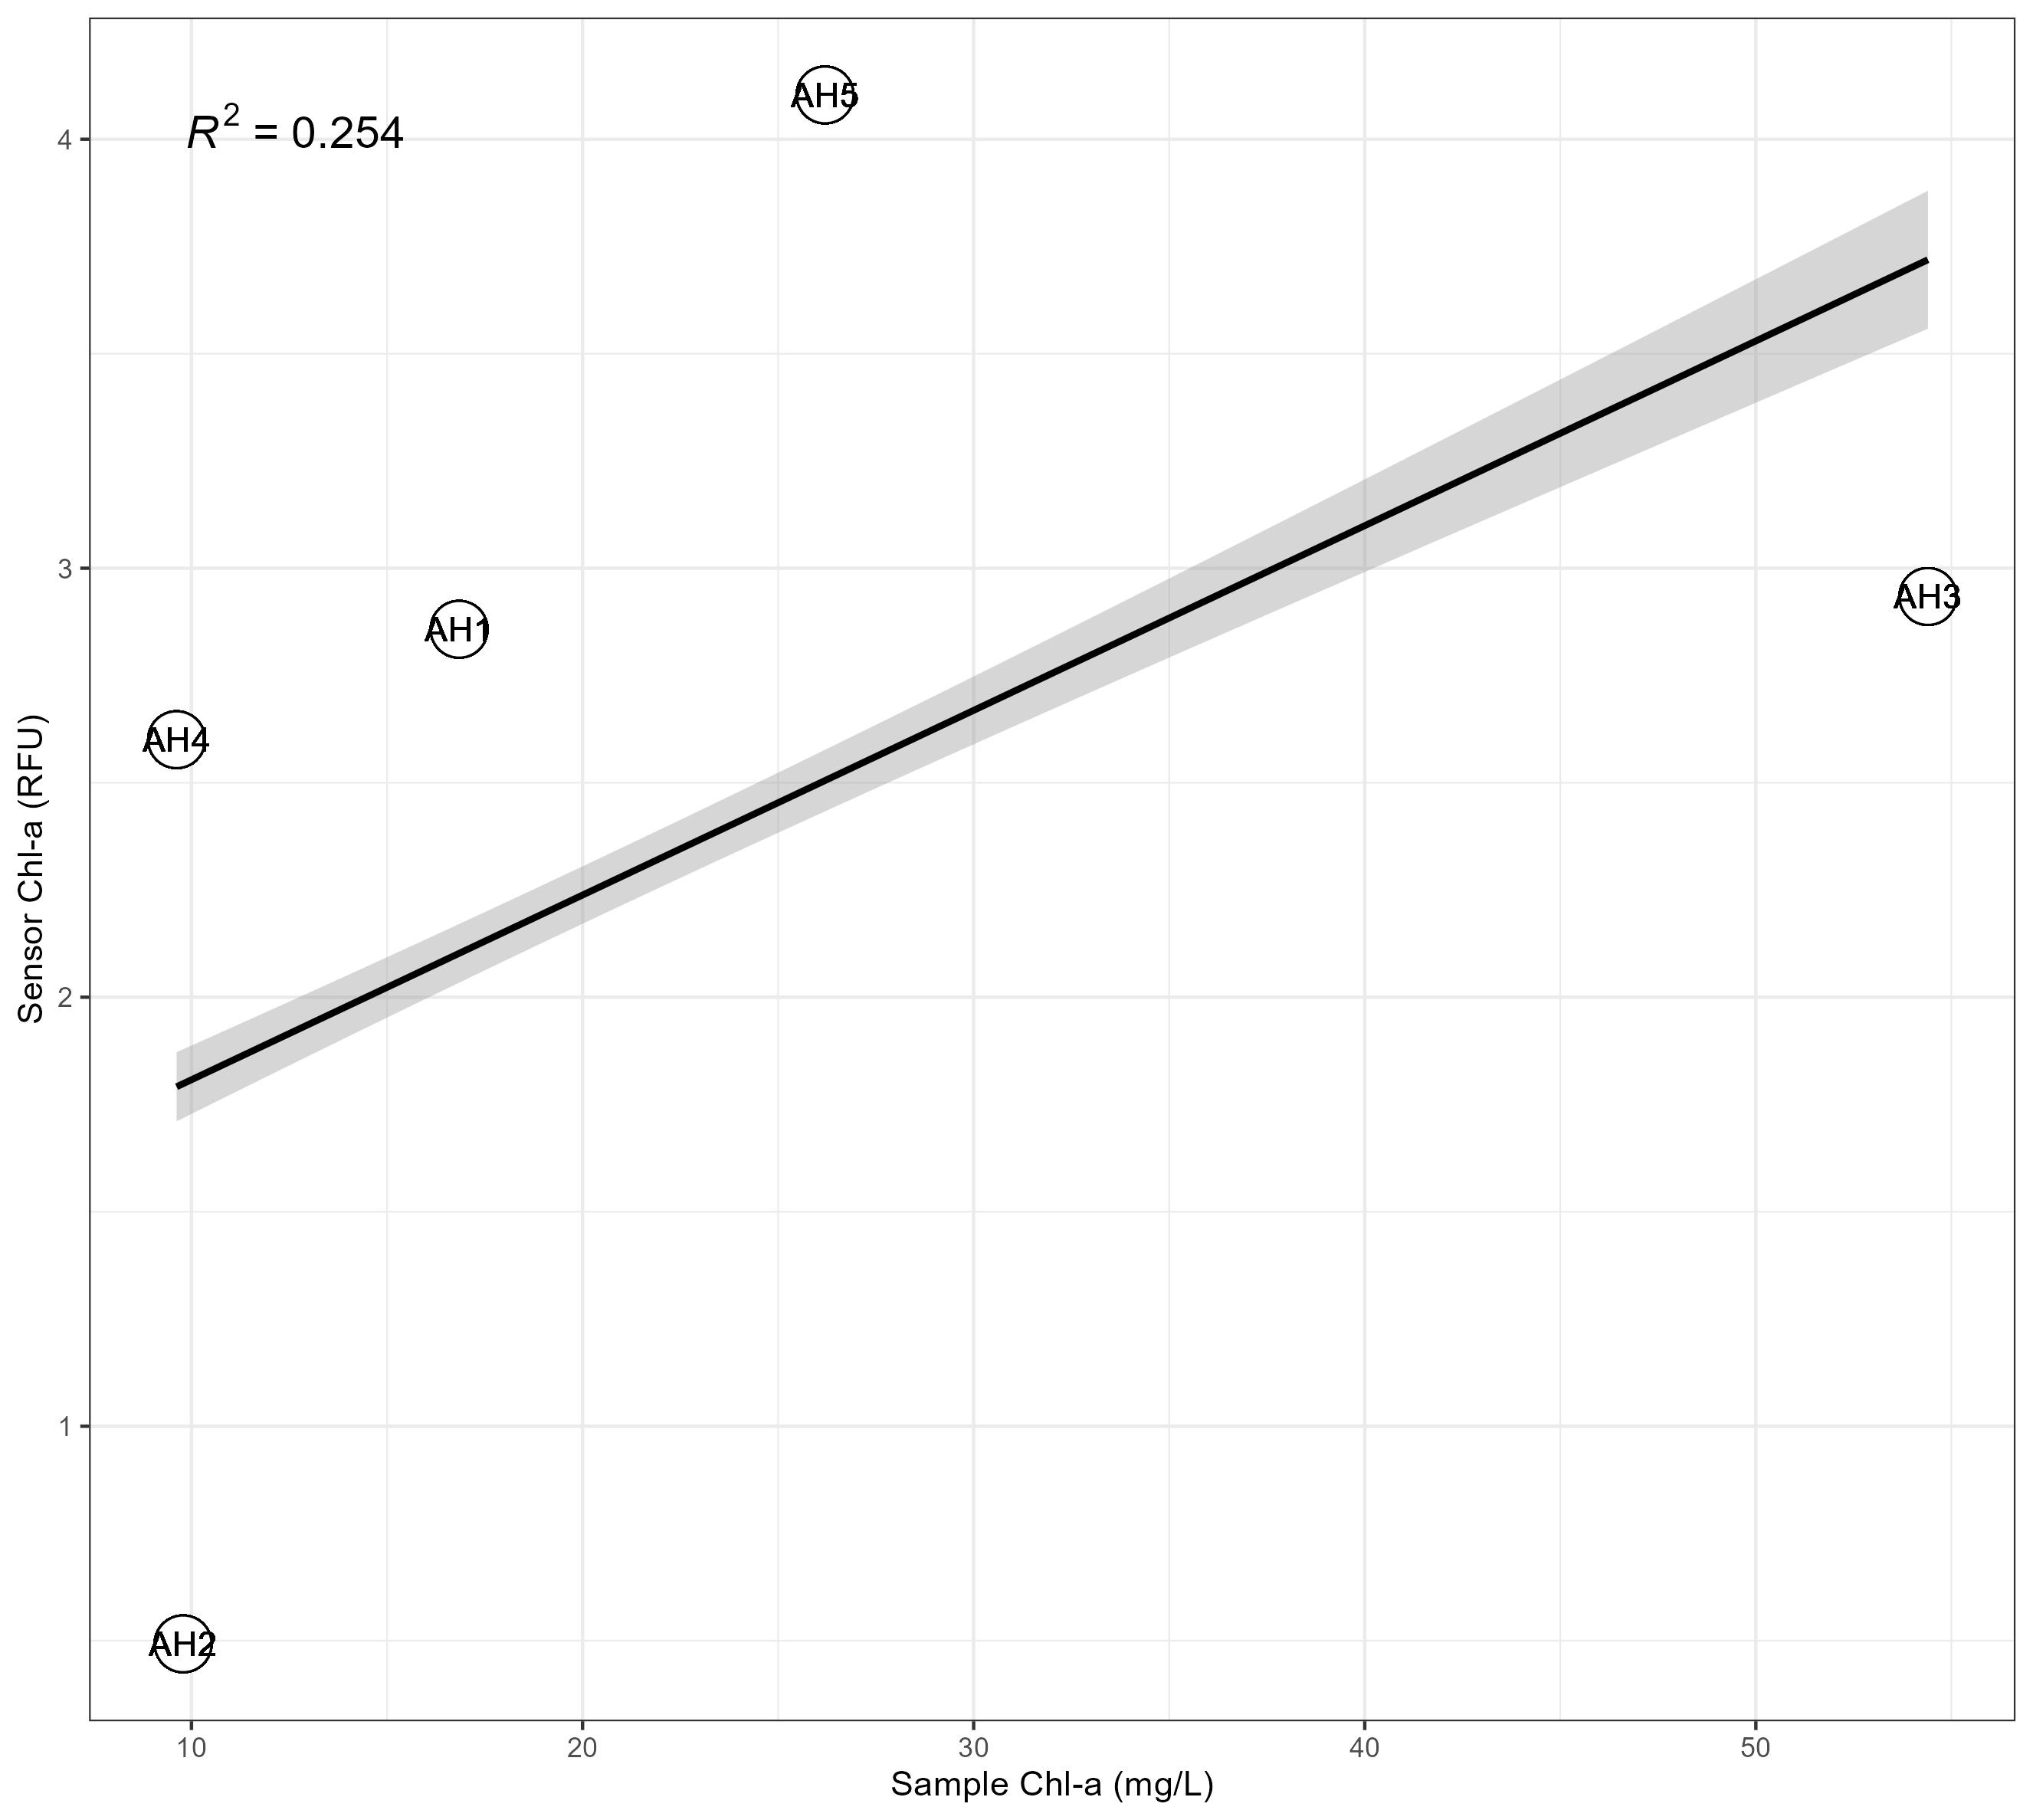 R² = 0.254
AH5
AH1
AH3
AH4
AH2
4
3
2
1
10 20 30 40 50
Sensor Chl-a (RFU)
Sample Chl-a (mg/L)